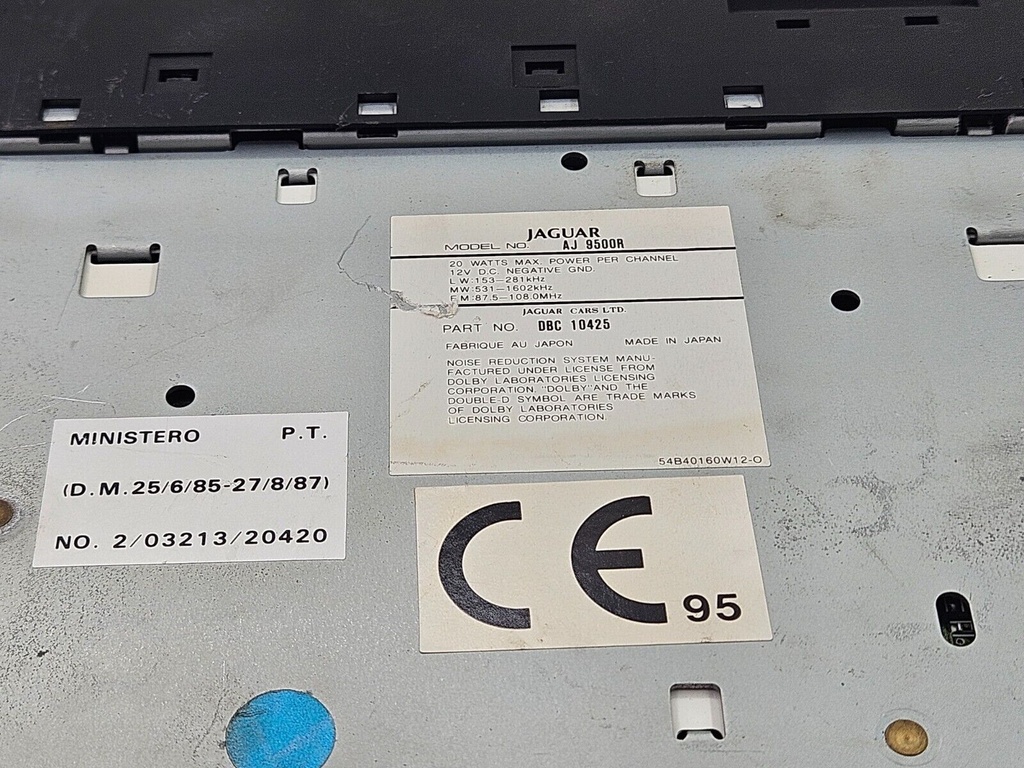 JAGUAR
MODEL NO. AJ 9500R
20 WATTS MAX. POWER PER CHANNEL
12V D.C. NEGATIVE GND.
LW:153-281kHz
MW:531-1602kHz
FM:87.5-108.0MHz
JAGUAR CARS LTD.
PART NO. DBC 10425
FABRIQUE AU JAPON MADE IN JAPAN
NOISE REDUCTION SYSTEM MANU-
FACTURED UNDER LICENSE FROM
DOLBY LABORATORIES LICENSING
CORPORATION. "DOLBY" AND THE
DOUBLE-D SYMBOL ARE TRADE MARKS
OF DOLBY LABORATORIES
LICENSING CORPORATION.
54B40160W12-O
MINISTERO P.T.
(D.M.25/6/85-27/8/87)
NO. 2/03213/20420
CE 95